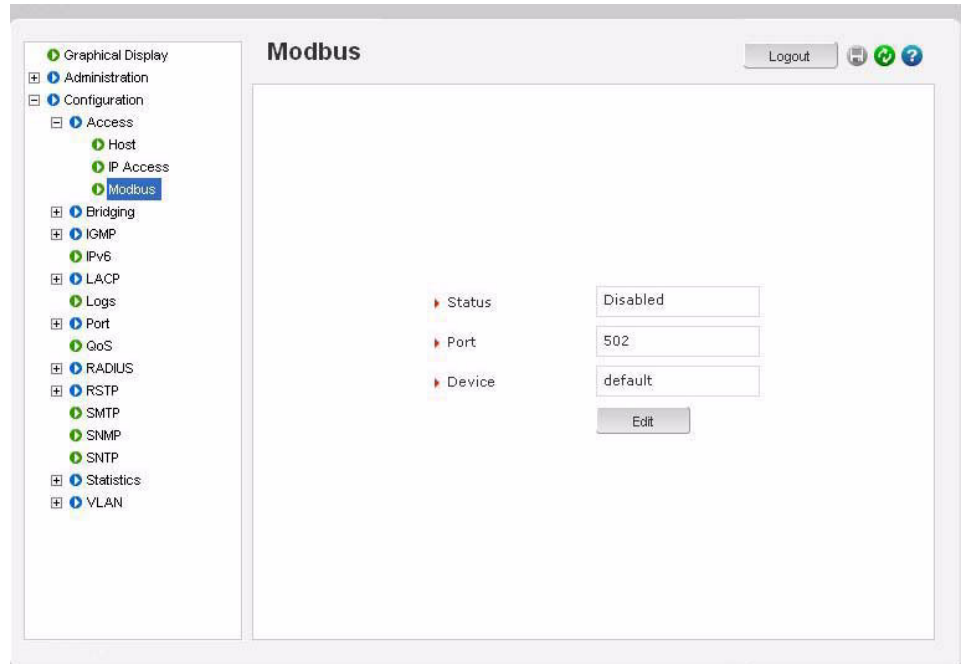 Graphical Display
Administration
Configuration
Access
Host
IP Access
Modbus
Bridging
IGMP
IPv6
LACP
Logs
Port
QoS
RADIUS
RSTP
SMTP
SNMP
SNTP
Statistics
VLAN
Modbus
Logout
?
Status Disabled
Port 502
Device default
Edit